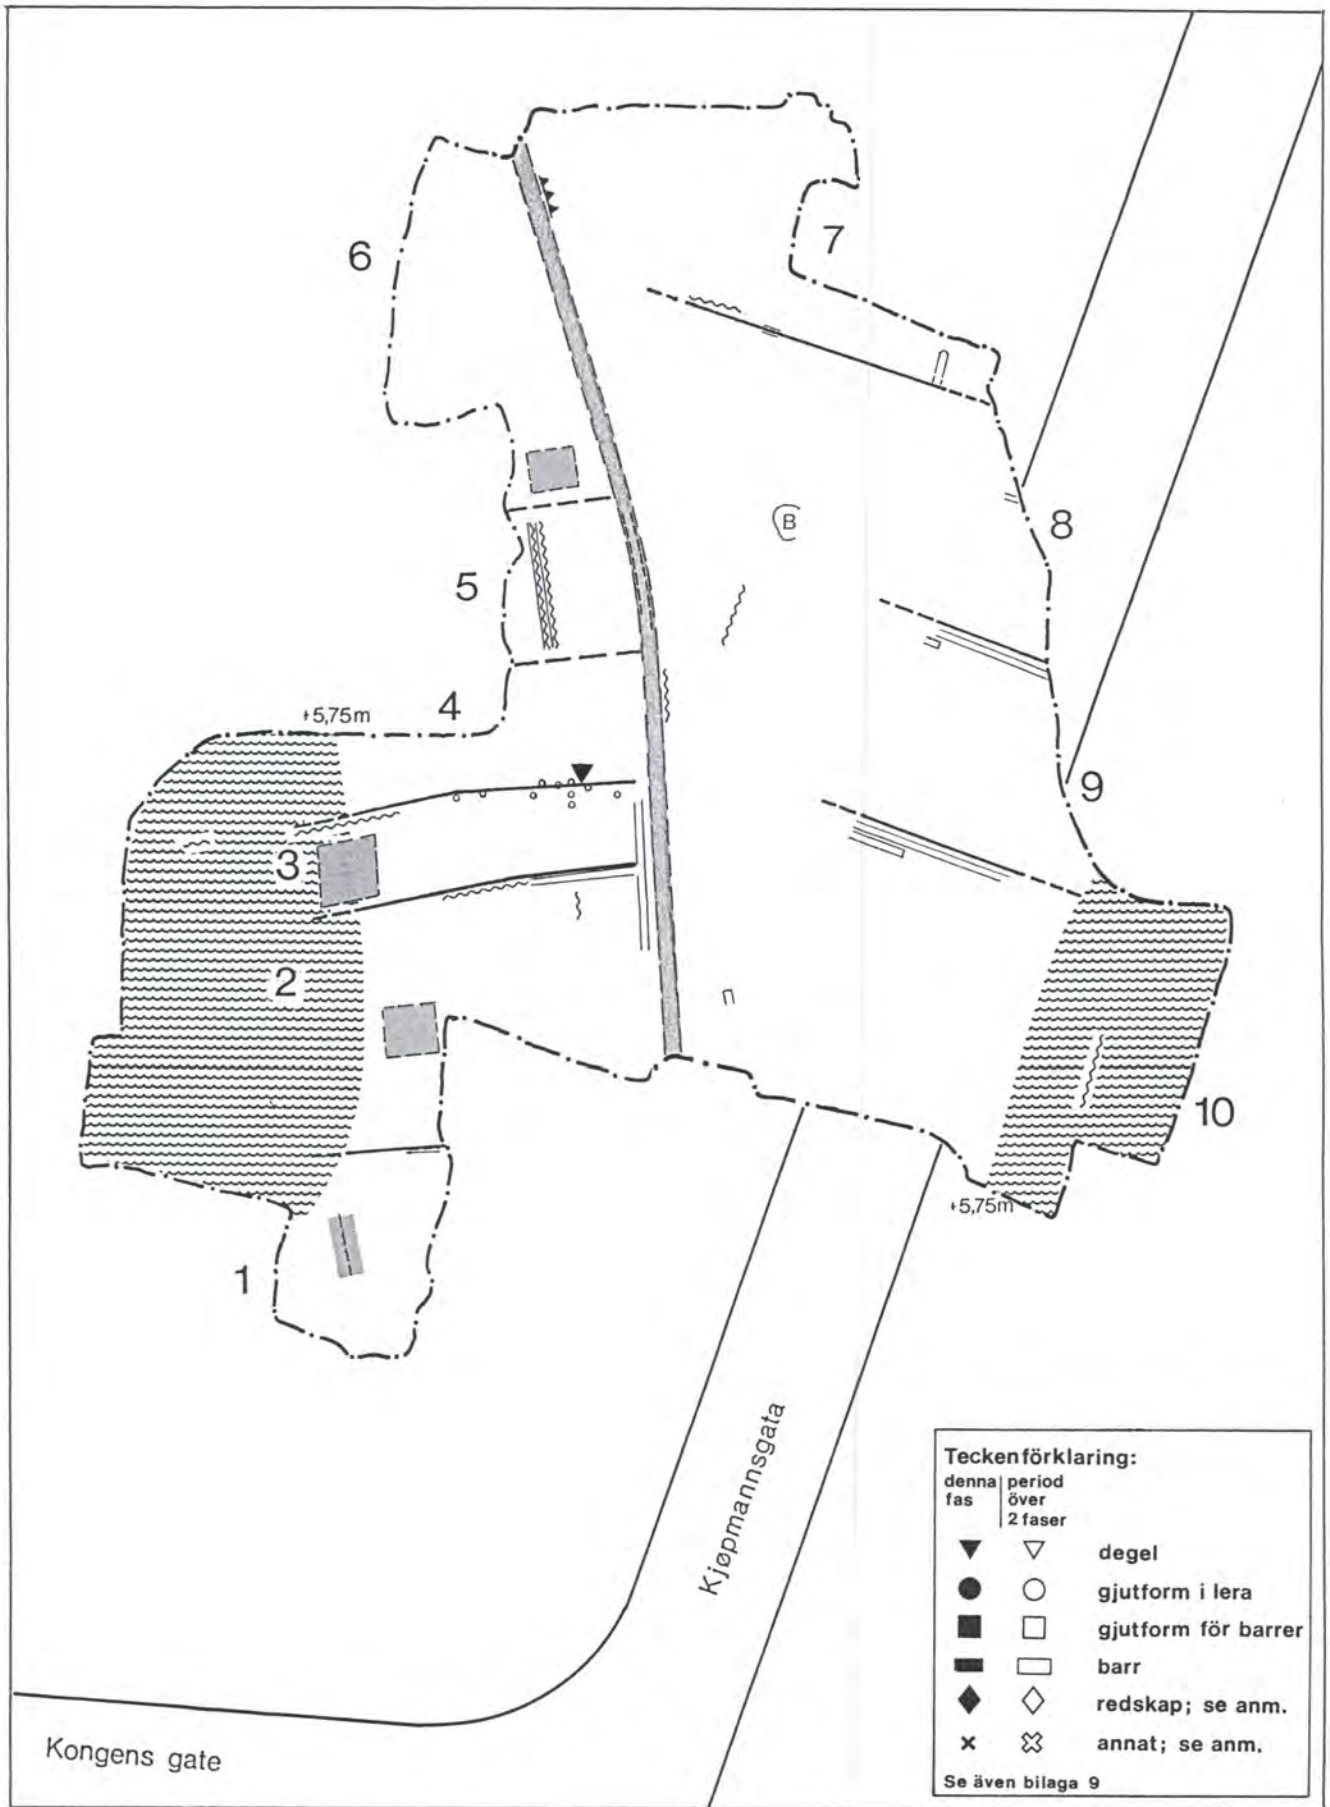 6
7
B
8
5
+5,75m
4
9
3
2
10
+5,75m
1
Kjøpmannsgata
Kongens gate
Teckenförklaring:
denna period
fas över
2 faser
degel
gjutform i lera
gjutform för barrer
barr
redskap; se anm.
annat; se anm.
Se även bilaga 9